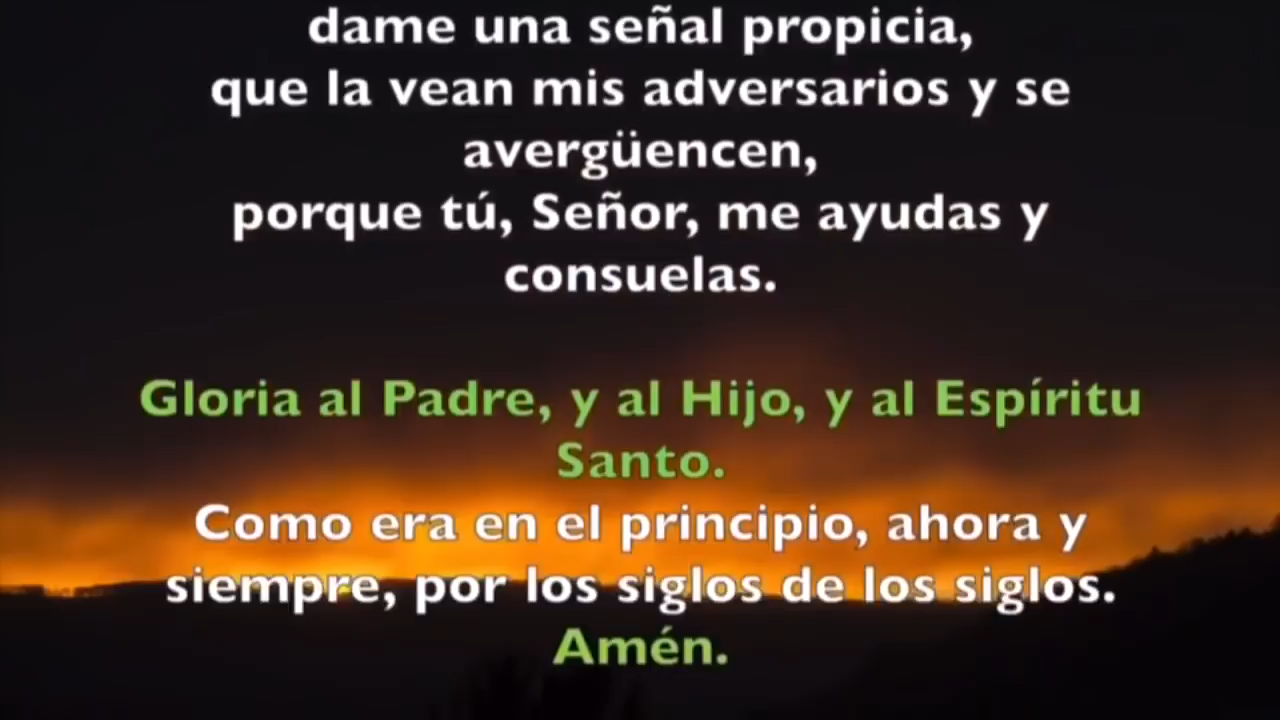 dame una señal propicia,
que la vean mis adversarios y se
avergüencen,
porque tú, Señor, me ayudas y
consuelas.
Gloria al Padre, y al Hijo, y al Espíritu
Santo.
Como era en el principio, ahora y
siempre, por los siglos de los siglos.
Amén.